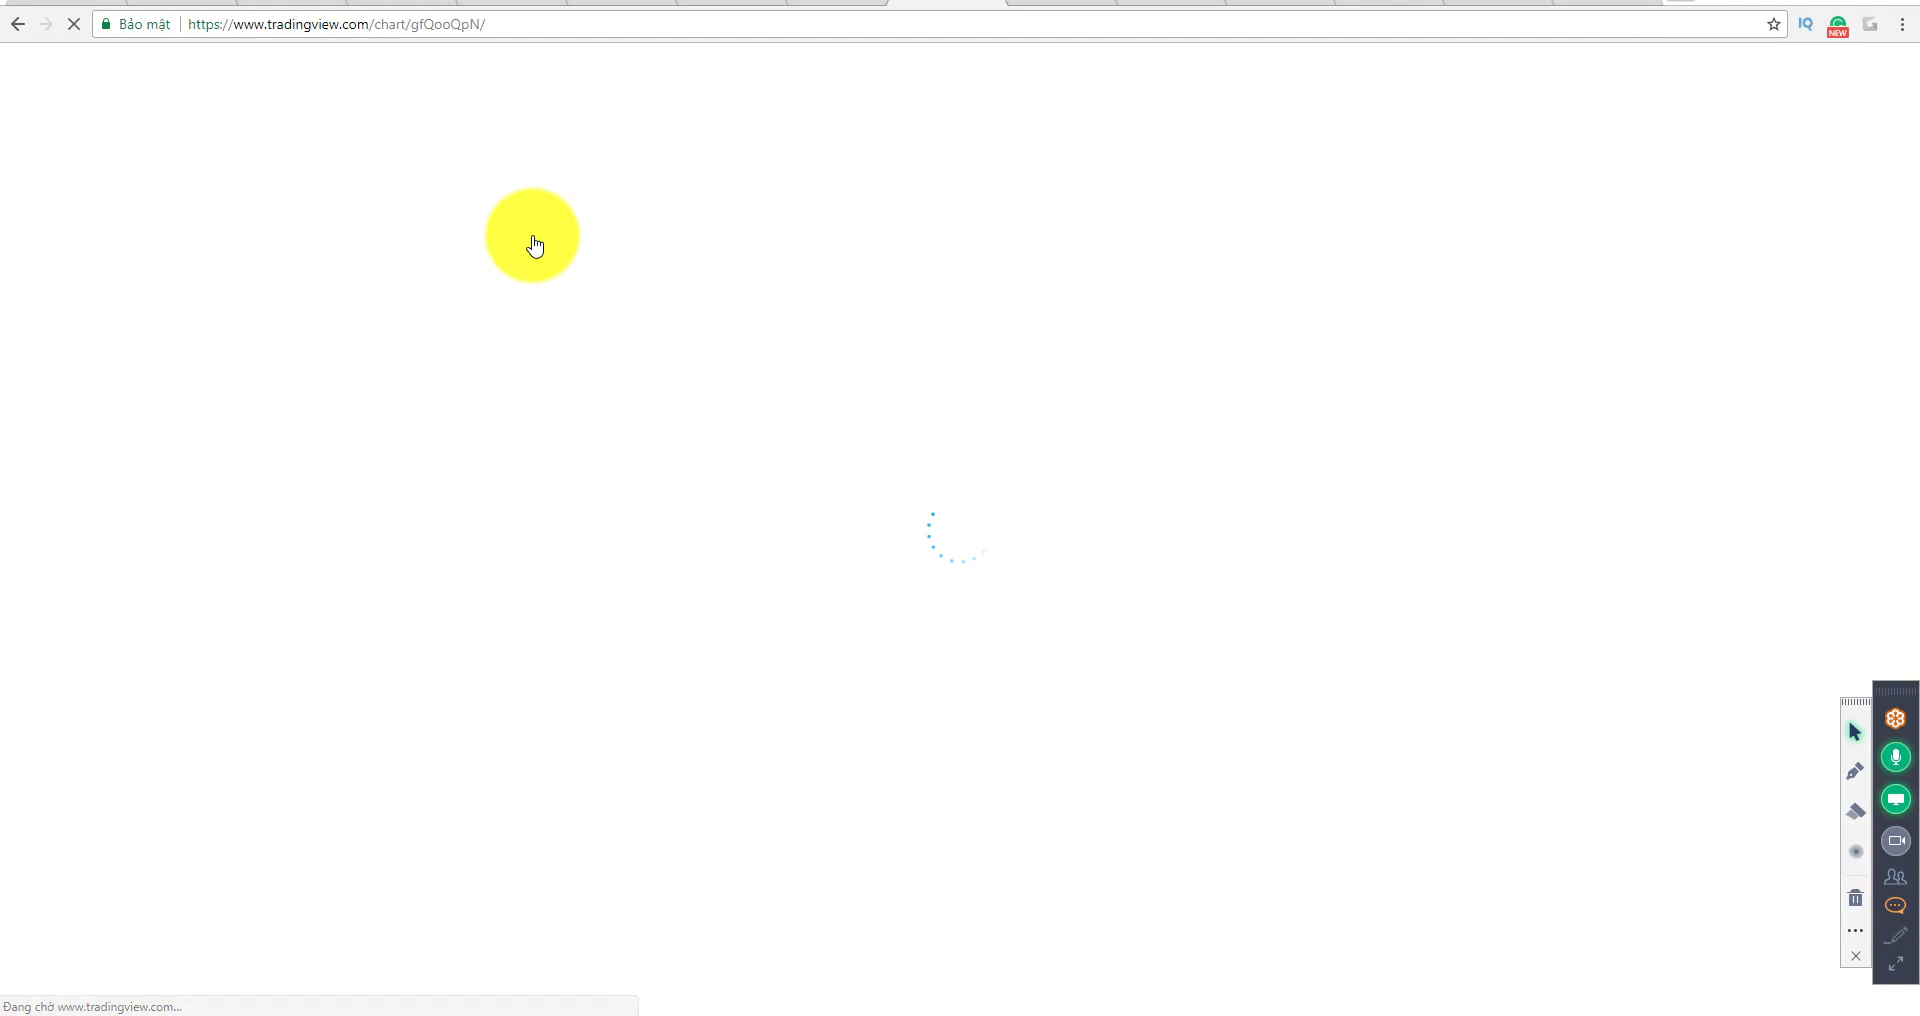 Bảo mật https://www.tradingview.com/chart/gfQooQpN/
IQ
NEW
Đang chờ www.tradingview.com...